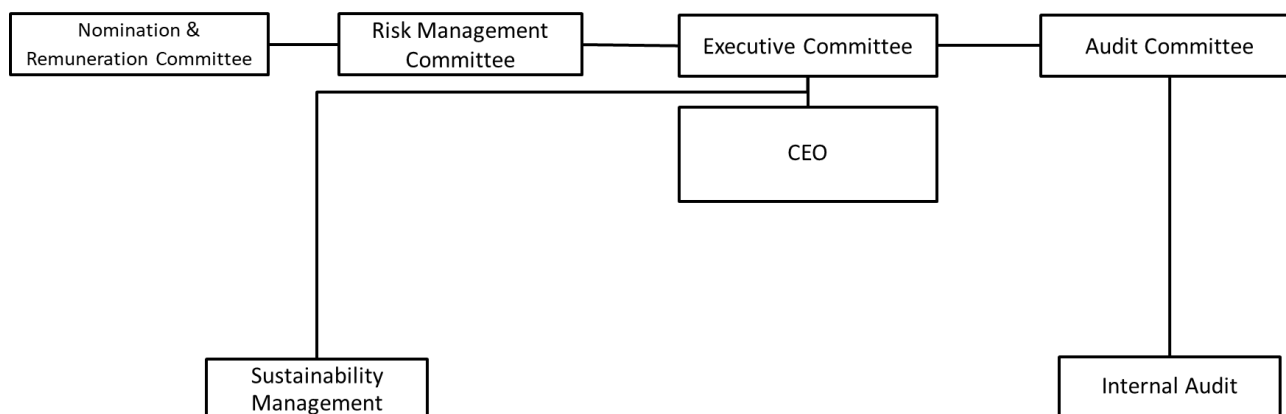 Nomination &
Remuneration Committee
Risk Management
Committee
Executive Committee
Audit Committee
CEO
Sustainability
Management
Internal Audit